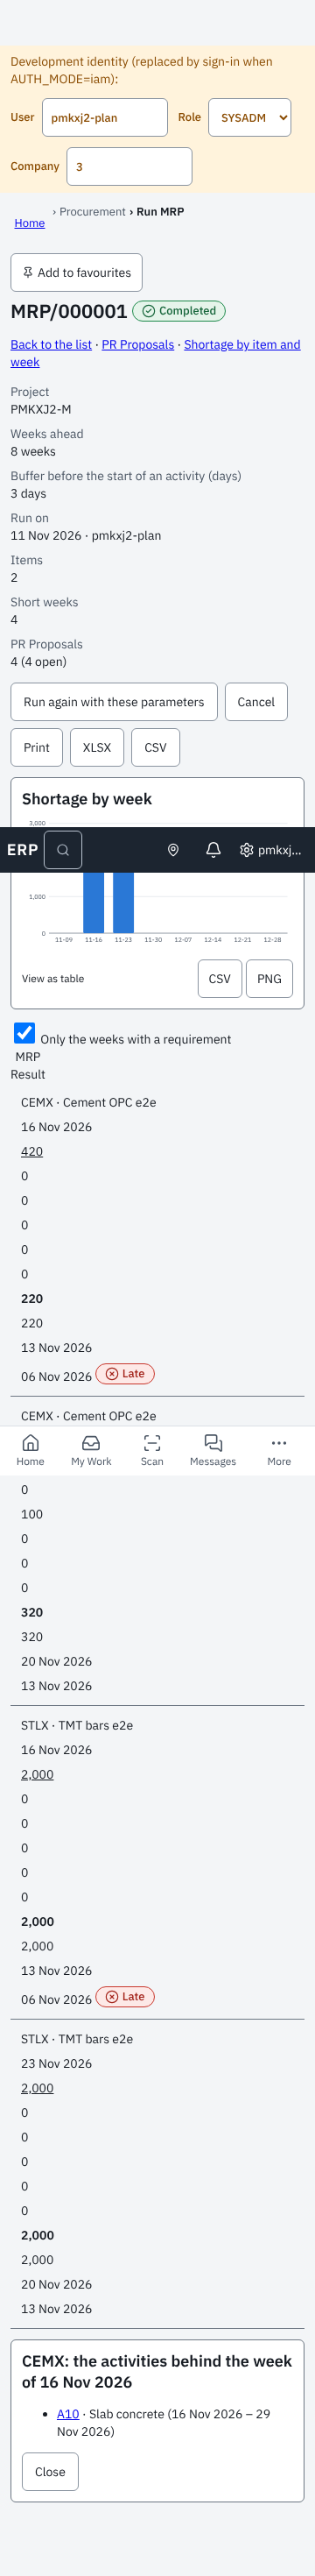 Development identity (replaced by sign-in when
AUTH_MODE=iam):
User pmkxj2-plan Role SYSADM
Company 3
Home › Procurement › Run MRP
Add to favourites
MRP/000001 Completed
Back to the list · PR Proposals · Shortage by item and
week
Project
PMKXJ2-M
Weeks ahead
8 weeks
Buffer before the start of an activity (days)
3 days
Run on
11 Nov 2026 · pmkxj2-plan
Items
2
Short weeks
4
PR Proposals
4 (4 open)
Run again with these parameters Cancel
Print XLSX CSV
Shortage by week
3,000
ERP pmkxj...
1,000
0
11-09 11-16 11-23 11-30 12-07 12-14 12-21 12-28
View as table CSV PNG
Only the weeks with a requirement
MRP
Result
CEMX · Cement OPC e2e
16 Nov 2026
420
0
0
0
0
0
220
220
13 Nov 2026
06 Nov 2026 Late
CEMX · Cement OPC e2e
Home My Work Scan Messages More
0
100
0
0
0
320
320
20 Nov 2026
13 Nov 2026
STLX · TMT bars e2e
16 Nov 2026
2,000
0
0
0
0
0
2,000
2,000
13 Nov 2026
06 Nov 2026 Late
STLX · TMT bars e2e
23 Nov 2026
2,000
0
0
0
0
0
2,000
2,000
20 Nov 2026
13 Nov 2026
CEMX: the activities behind the week
of 16 Nov 2026
• A10 · Slab concrete (16 Nov 2026 – 29
Nov 2026)
Close